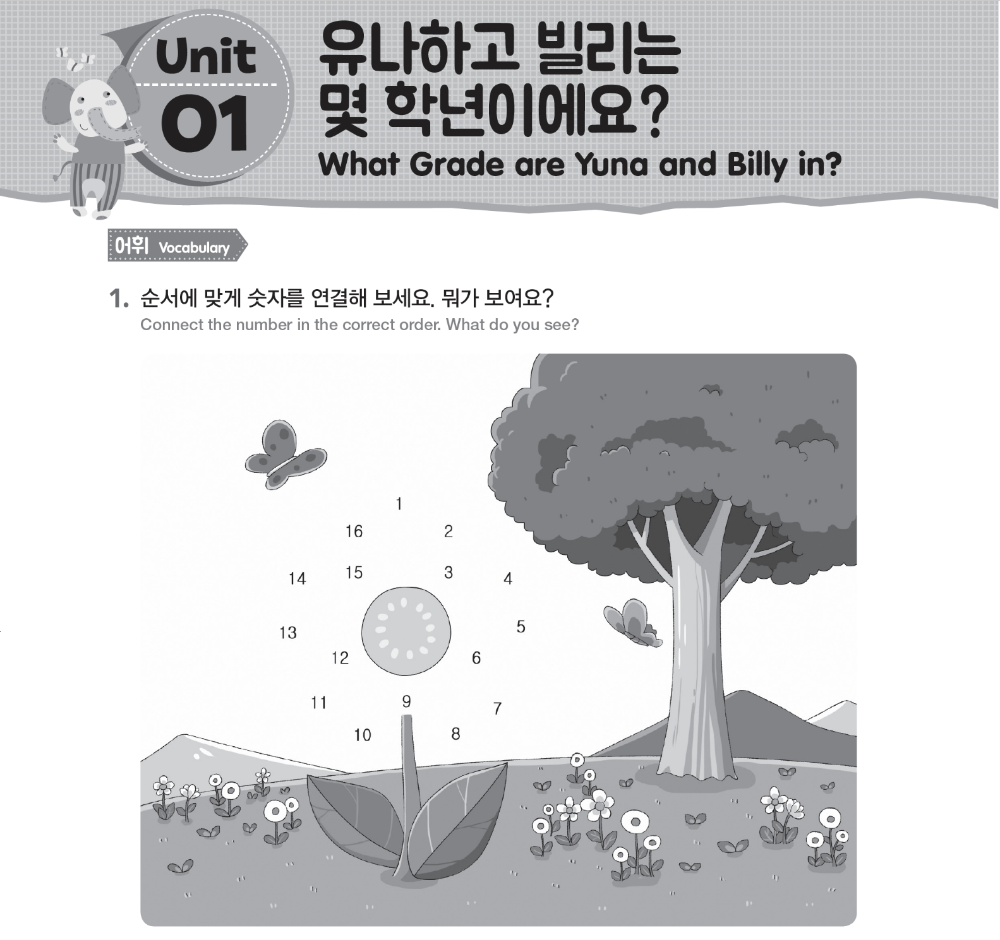 Unit
01
유나하고 빌리는
몇 학년이에요?
What Grade are Yuna and Billy in?
어휘 Vocabulary
1. 순서에 맞게 숫자를 연결해 보세요. 뭐가 보여요?
Connect the number in the correct order. What do you see?
1
16 2
15 3
14 4
13 5
12 6
11 9 7
10 8